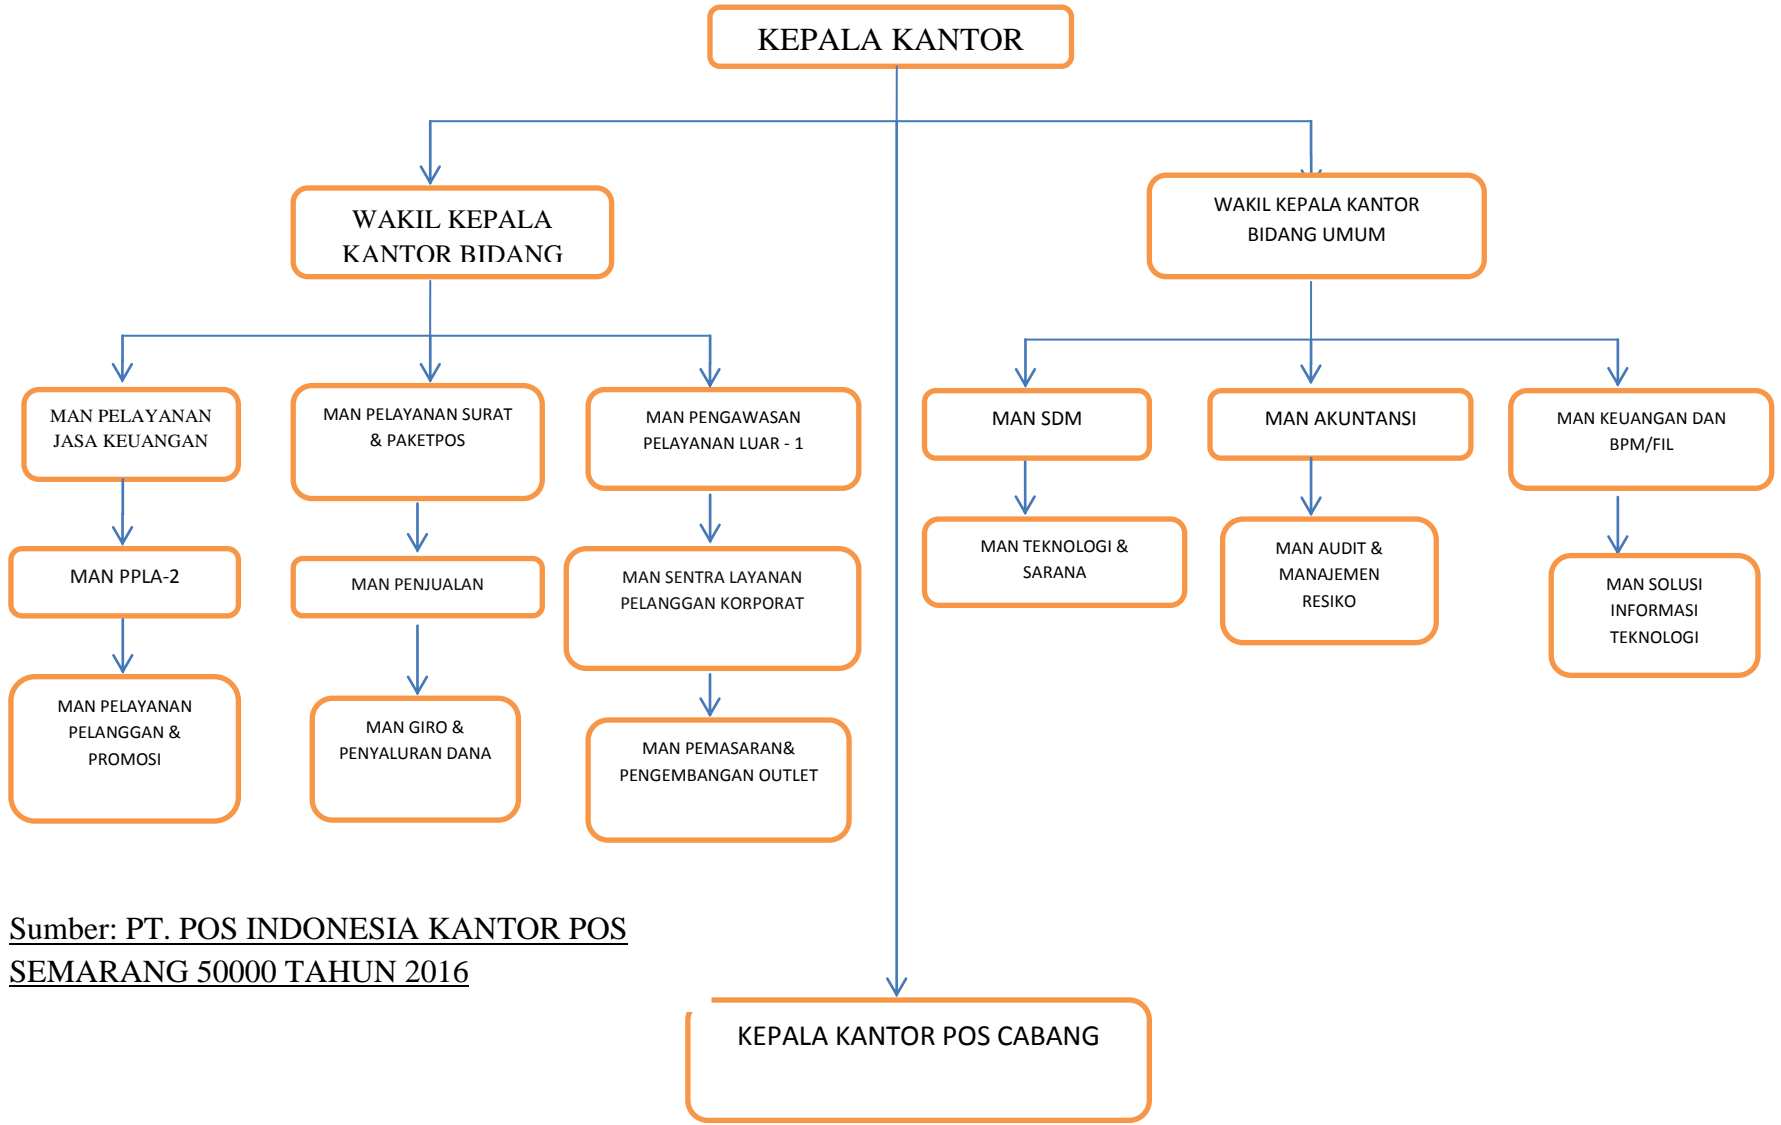 KEPALA KANTOR
WAKIL KEPALA
KANTOR BIDANG
WAKIL KEPALA KANTOR
BIDANG UMUM
MAN PELAYANAN
JASA KEUANGAN
MAN PELAYANAN SURAT
& PAKETPOS
MAN PENGAWASAN
PELAYANAN LUAR - 1
MAN SDM
MAN AKUNTANSI
MAN KEUANGAN DAN
BPM/FIL
MAN PPLA-2
MAN PENJUALAN
MAN SENTRA LAYANAN
PELANGGAN KORPORAT
MAN TEKNOLOGI &
SARANA
MAN AUDIT &
MANAJEMEN
RESIKO
MAN SOLUSI
INFORMASI
TEKNOLOGI
MAN PELAYANAN
PELANGGAN &
PROMOSI
MAN GIRO &
PENYALURAN DANA
MAN PEMASARAN&
PENGEMBANGAN OUTLET
Sumber: PT. POS INDONESIA KANTOR POS
SEMARANG 50000 TAHUN 2016
KEPALA KANTOR POS CABANG